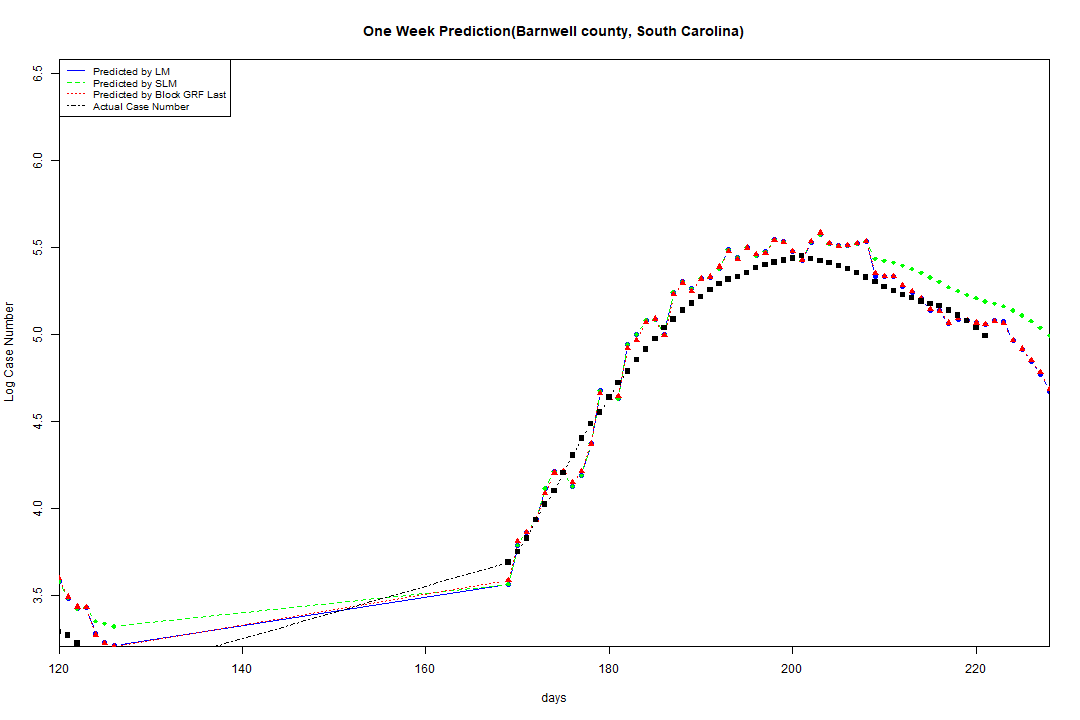 One Week Prediction(Barnwell county, South Carolina)
Predicted by LM
Predicted by SLM
Predicted by Block GRF Last
Actual Case Number
Log Case Number
6.5
6.0
5.5
5.0
4.5
4.0
3.5
120 140 160 180 200 220
days